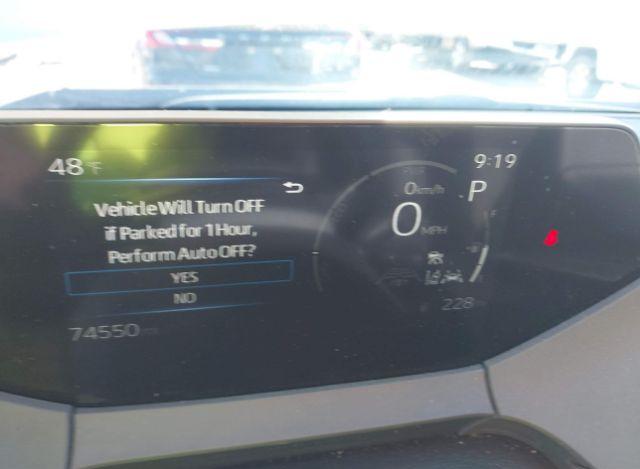 48°F
9:19
0 km/h
P
Vehicle Will Turn OFF
if Parked for 1 Hour,
Perform Auto OFF?
0 MPH
F
YES
NO
228
74550